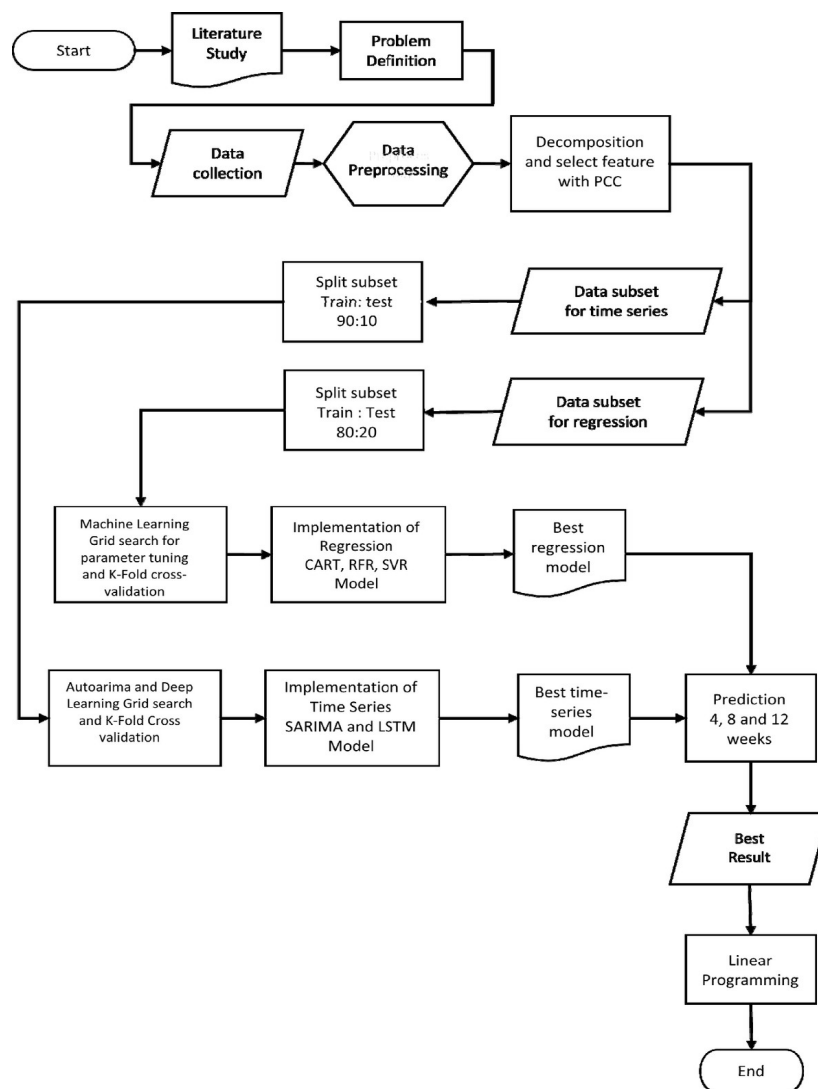 Start
Literature
Study
Problem
Definition
Data
collection
Data
Preprocessing
Decomposition
and select feature
with PCC
Split subset
Train: test
90:10
Data subset
for time series
Split subset
Train : Test
80:20
Data subset
for regression
Machine Learning
Grid search for
parameter tuning
and K-Fold cross-
validation
Implementation of
Regression
CART, RFR, SVR
Model
Best
regression
model
Autoarima and Deep
Learning Grid search
and K-Fold Cross
validation
Implementation of
Time Series
SARIMA and LSTM
Model
Best time-
series
model
Prediction
4, 8 and 12
weeks
Best
Result
Linear
Programming
End